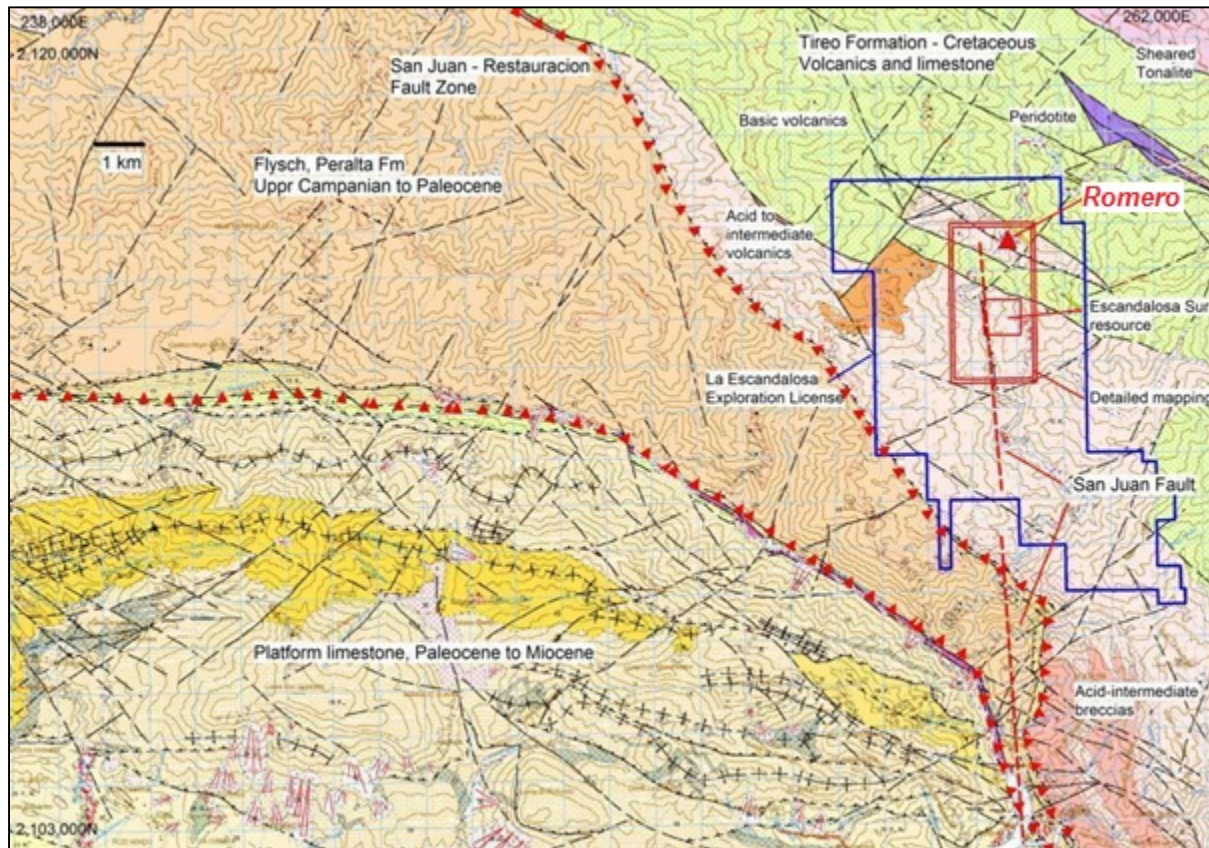 238,000E
262,000E
2,120,000N
Tireo Formation - Cretaceous
Volcanics and limestone
Sheared
Tonalite
San Juan - Restauracion
Fault Zone
Basic volcanics
Peridotite
1 km
Flysch, Peralta Fm
Uppr Campanian to Paleocene
Romero
Acid to
intermediate
volcanics
Escandalosa Sur
resource
La Escandalosa
Exploration License
Detailed mapping
San Juan Fault
Platform limestone, Paleocene to Miocene
Acid-intermediate
breccias
2,103,000N